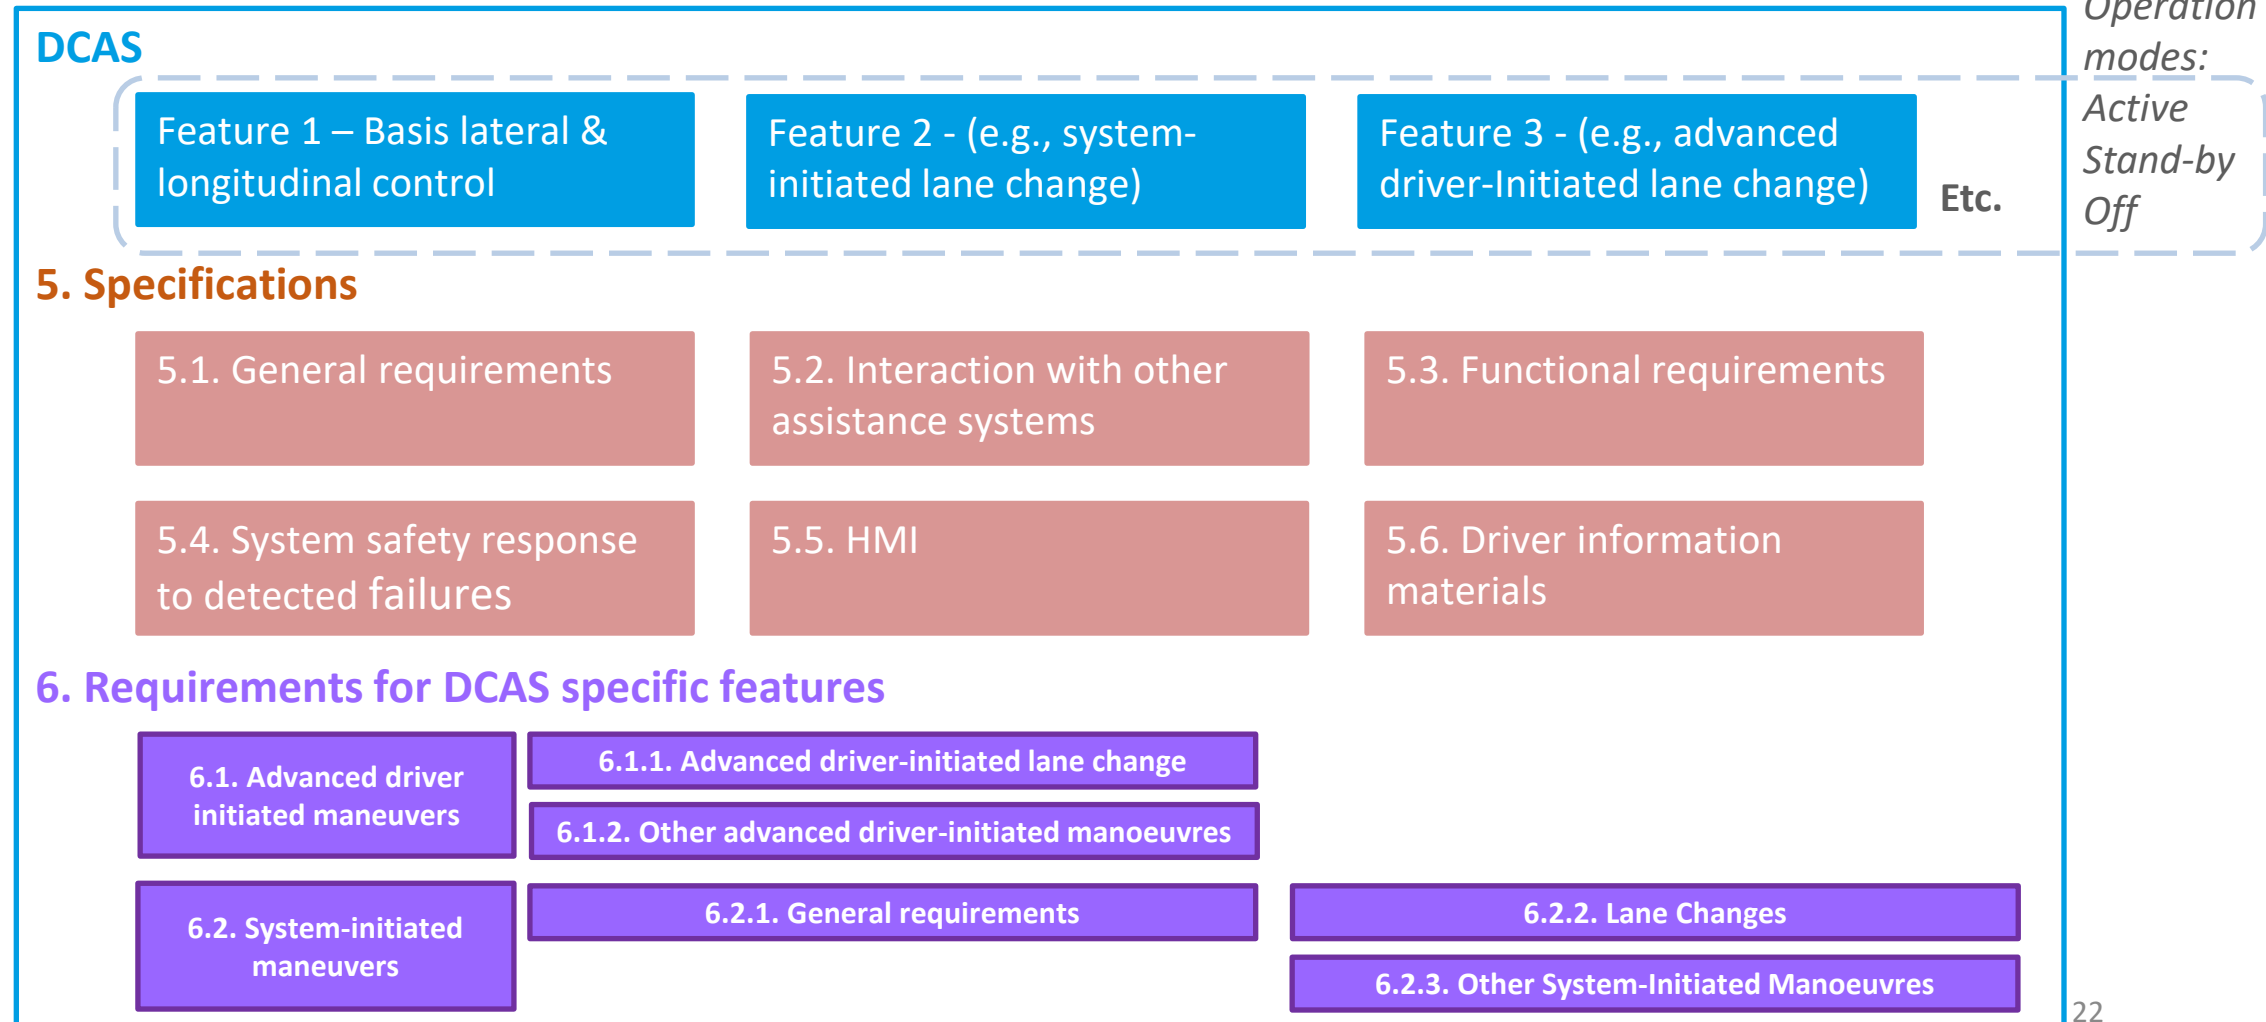 Operation
modes:
Active
Stand-by
Off
DCAS
Feature 1 – Basis lateral &
longitudinal control
Feature 2 - (e.g., system-
initiated lane change)
Feature 3 - (e.g., advanced
driver-Initiated lane change)
Etc.
5. Specifications
5.1. General requirements
5.2. Interaction with other
assistance systems
5.3. Functional requirements
5.4. System safety response
to detected failures
5.5. HMI
5.6. Driver information
materials
6. Requirements for DCAS specific features
6.1. Advanced driver
initiated maneuvers
6.1.1. Advanced driver-initiated lane change
6.1.2. Other advanced driver-initiated manoeuvres
6.2. System-initiated
maneuvers
6.2.1. General requirements
6.2.2. Lane Changes
6.2.3. Other System-Initiated Manoeuvres
22